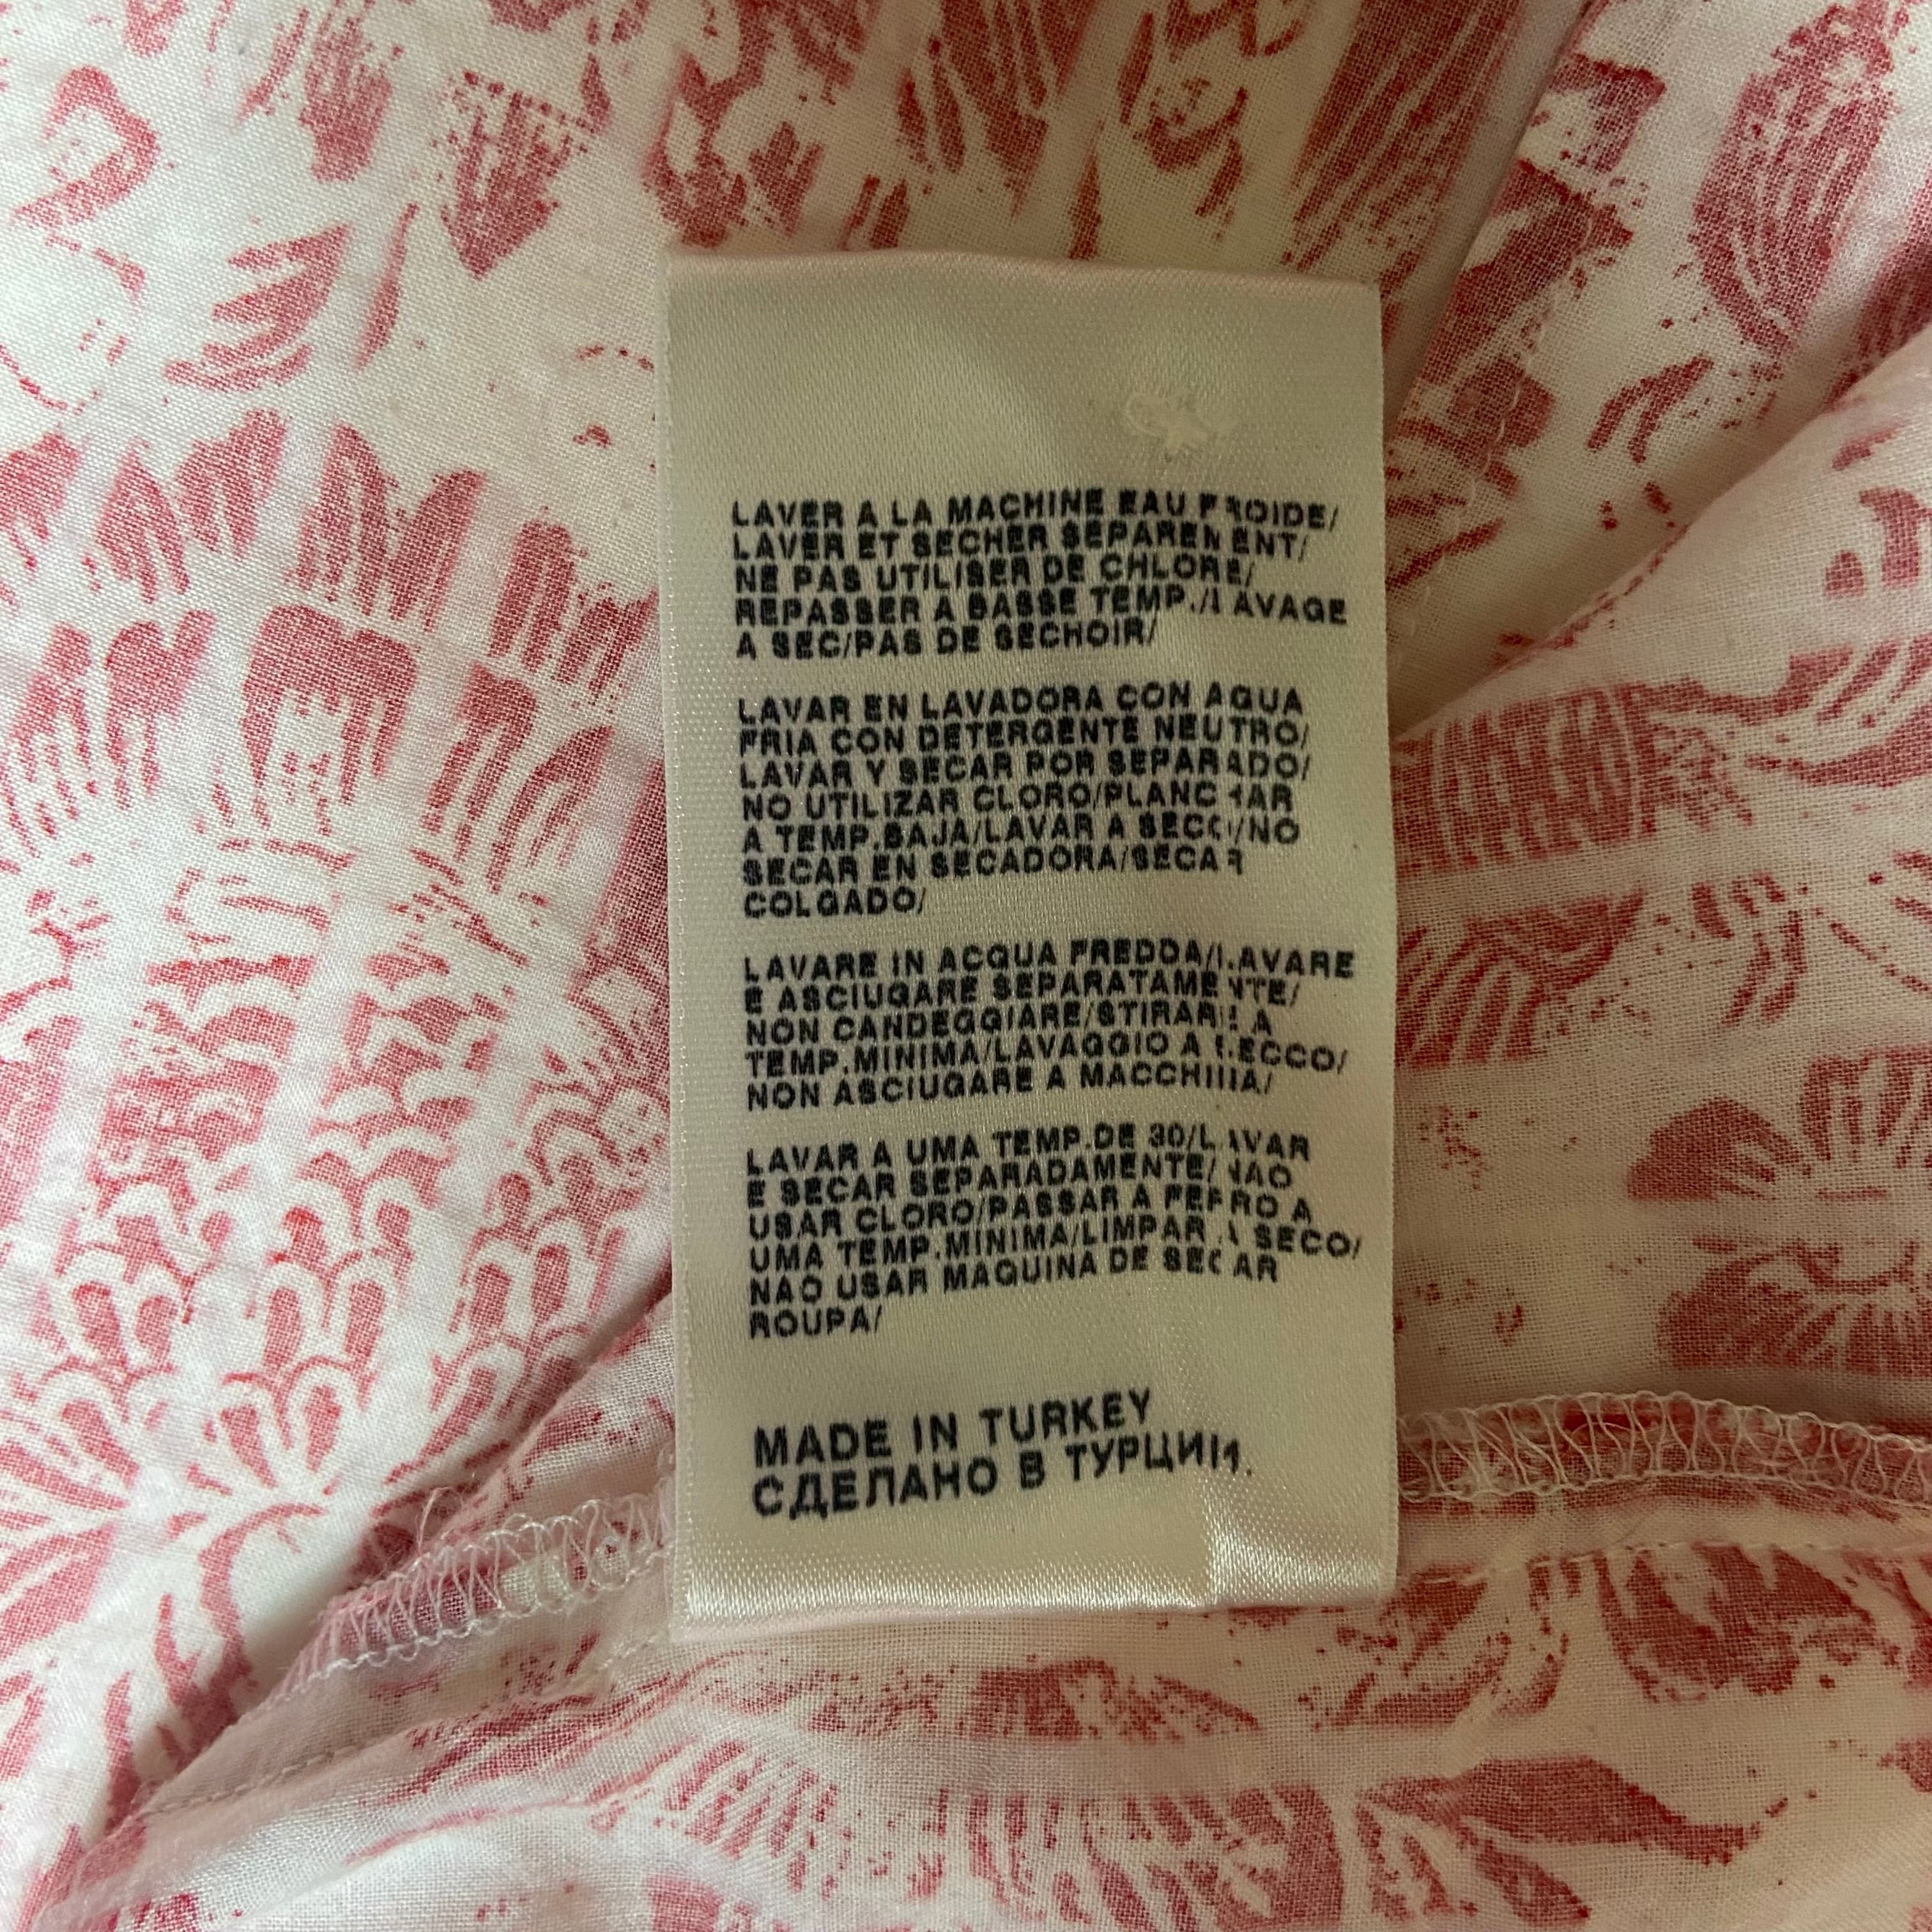 LAVER A LA MACHINE EAU FROIDE/
LAVER ET SECHER SEPAREMENT/
NE PAS UTILISER DE CHLORE/
REPASSER A BASSE TEMP./LAVAGE
A SEC/PAS DE SECHOIR/
LAVAR EN LAVADORA CON AGUA
FRIA CON DETERGENTE NEUTRO/
LAVAR Y SECAR POR SEPARADO/
NO UTILIZAR CLORO/PLANCHAR
A TEMP.BAJA/LAVAR A SECO/NO
SECAR EN SECADORA/SECAR
COLGADO/
LAVARE IN ACQUA FREDDA/LAVARE
E ASCIUGARE SEPARATAMENTE/
NON CANDEGGIARE/STIRARE A
TEMP.MINIMA/LAVAGGIO A SECCO/
NON ASCIUGARE A MACCHINA/
LAVAR A UMA TEMP.DE 30/LAVAR
E SECAR SEPARADAMENTE/NAO
USAR CLORO/PASSAR A FERRO A
UMA TEMP.MINIMA/LIMPAR A SECO/
NAO USAR MAQUINA DE SECAR
ROUPA/
MADE IN TURKEY
СДЕЛАНО В ТУРЦИИ.